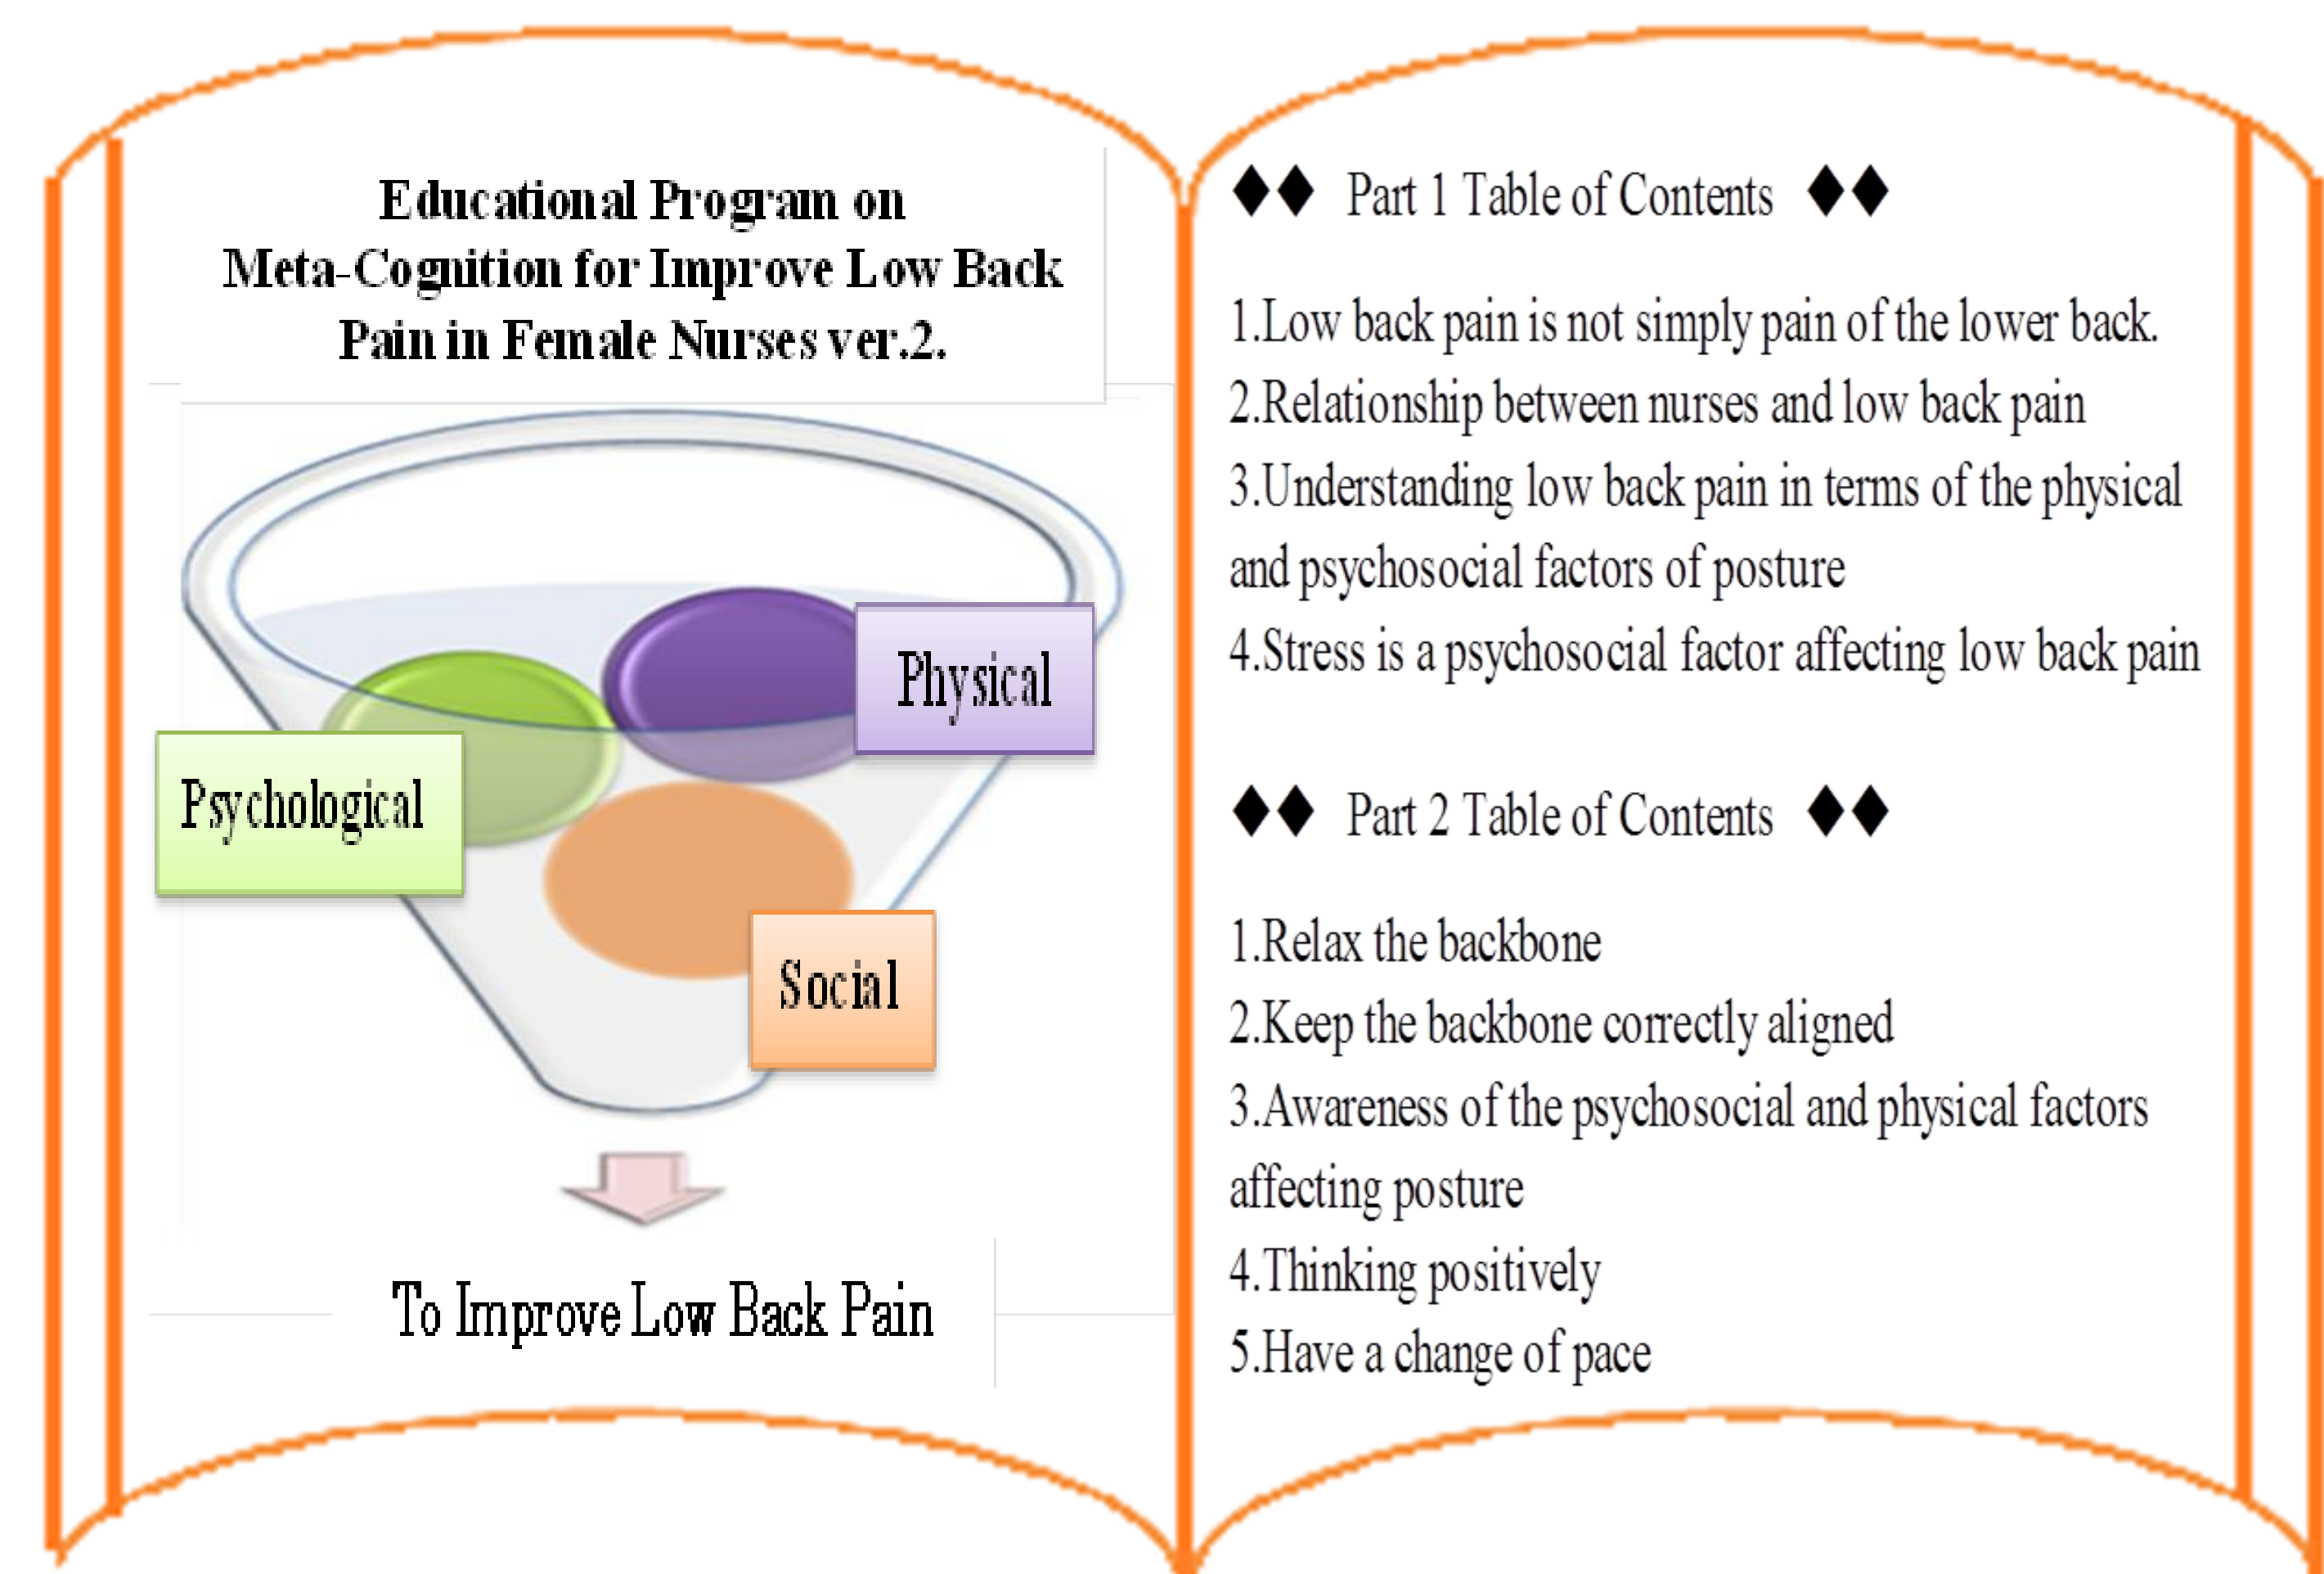 Educational Program on
Meta-Cognition for Improve Low Back
Pain in Female Nurses ver.2.
Physical
Psychological
Social
To Improve Low Back Pain
♦♦ Part 1 Table of Contents ♦♦
1.Low back pain is not simply pain of the lower back.
2.Relationship between nurses and low back pain
3.Understanding low back pain in terms of the physical
and psychosocial factors of posture
4.Stress is a psychosocial factor affecting low back pain
♦♦ Part 2 Table of Contents ♦♦
1.Relax the backbone
2.Keep the backbone correctly aligned
3.Awareness of the psychosocial and physical factors
affecting posture
4.Thinking positively
5.Have a change of pace